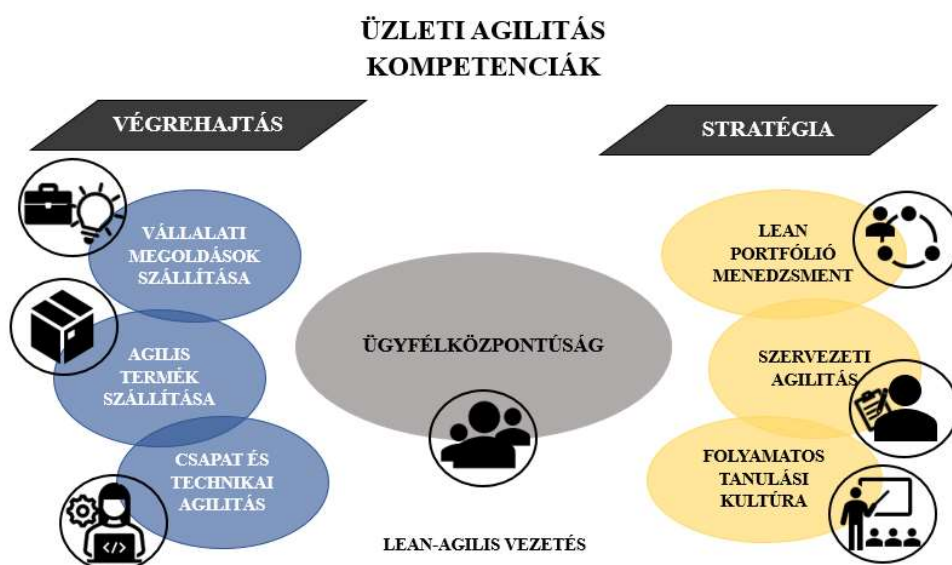 ÜZLETI AGILITÁS
KOMPETENCIÁK
VÉGREHAJTÁS
STRATÉGIA
VÁLLALATI
MEGOLDÁSOK
SZÁLLÍTÁSA
AGILIS
TERMÉK
SZÁLLÍTÁSA
CSAPAT ÉS
TECHNIKAI
AGILITÁS
ÜGYFÉLKÖZPONTÚSÁG
LEAN
PORTFÓLIÓ
MENEDZSMENT
SZERVEZETI
AGILITÁS
FOLYAMATOS
TANULÁSI
KULTÚRA
LEAN-AGILIS VEZETÉS